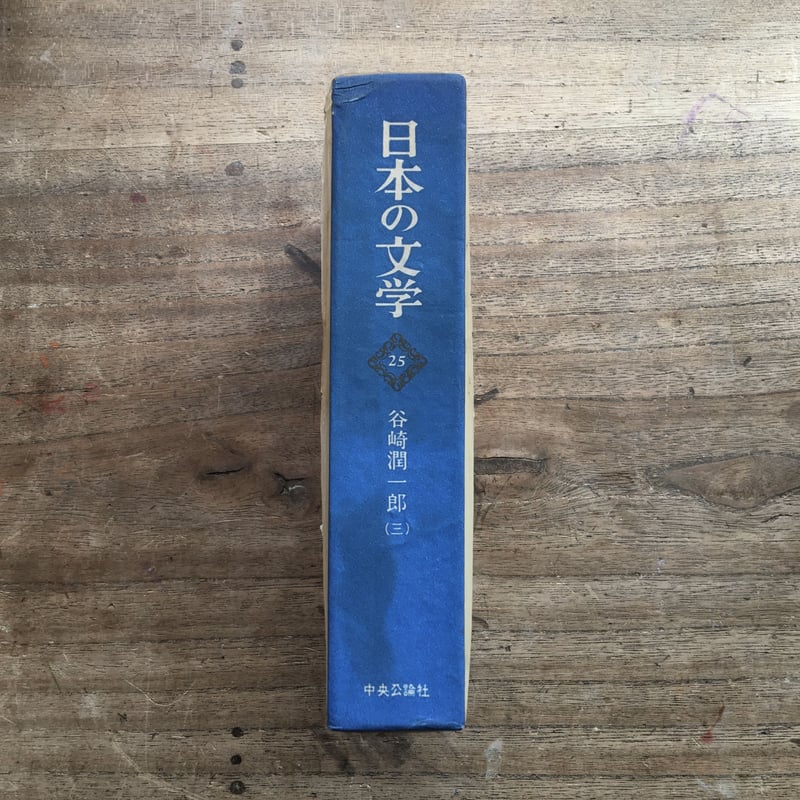 日本の文学
25
谷崎潤一郎
(三)
中央公論社